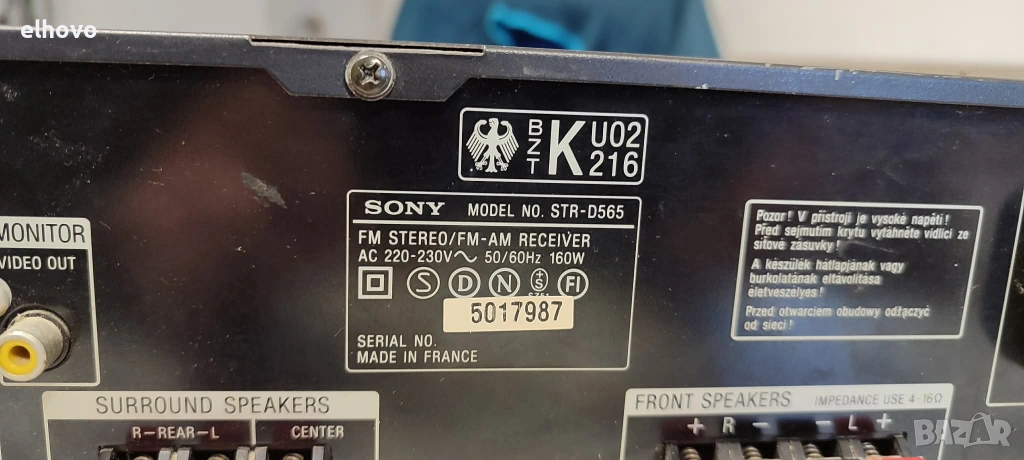 elhovo
BZT K U02
216
SONY MODEL NO. STR-D565
FM STEREO/FM-AM RECEIVER
AC 220-230V ~ 50/60Hz 160W
S D N S FI
5017987
SERIAL NO.
MADE IN FRANCE
Pozor! V přístroji je vysoké napětí!
Před sejmutím krytu vytáhněte vidlici ze
síťové zásuvky!
A készülék hátlapjának vagy
burkolatának eltávolítása
életveszélyes!
Przed otwarciem obudowy odłączyć
od sieci!
MONITOR
VIDEO OUT
SURROUND SPEAKERS
R-REAR-L CENTER
FRONT SPEAKERS IMPEDANCE USE 4-16Ω
+ R - - L +
BAZAR